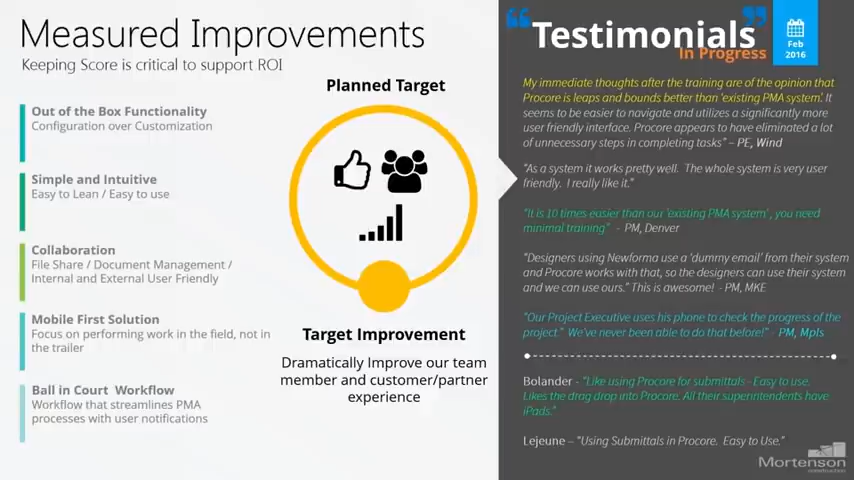 Measured Improvements
Keeping Score is critical to support ROI
Out of the Box Functionality
Configuration over Customization
Simple and Intuitive
Easy to Lean / Easy to use
Collaboration
File Share / Document Management /
Internal and External User Friendly
Mobile First Solution
Focus on performing work in the field, not in
the trailer
Ball in Court Workflow
Workflow that streamlines PMA
processes with user notifications
Planned Target
Target Improvement
Dramatically Improve our team
member and customer/partner
experience
“Testimonials”
In Progress
Feb
2016
My immediate thoughts after the training are of the opinion that
Procore is leaps and bounds better than ‘existing PMA system’. It
seems to be easier to navigate and utilizes a significantly more
user friendly interface. Procore appears to have eliminated a lot
of unnecessary steps in completing tasks” – PE, Wind
“As a system it works pretty well. The whole system is very user
friendly. I really like it.”
“It is 10 times easier than our ‘existing PMA system’ , you need
minimal training” - PM, Denver
“Designers using Newforma use a ‘dummy email’ from their system
and Procore works with that, so the designers can use their system
and we can use ours.” This is awesome! - PM, MKE
“Our Project Executive uses his phone to check the progress of the
project.” We’ve never been able to do that before!” - PM, Mpls
Bolander - “Like using Procore for submittals - Easy to use.
Likes the drag drop into Procore. All their superintendents have
iPads.”
Lejeune – “Using Submittals in Procore. Easy to Use.”
Mortenson
construction